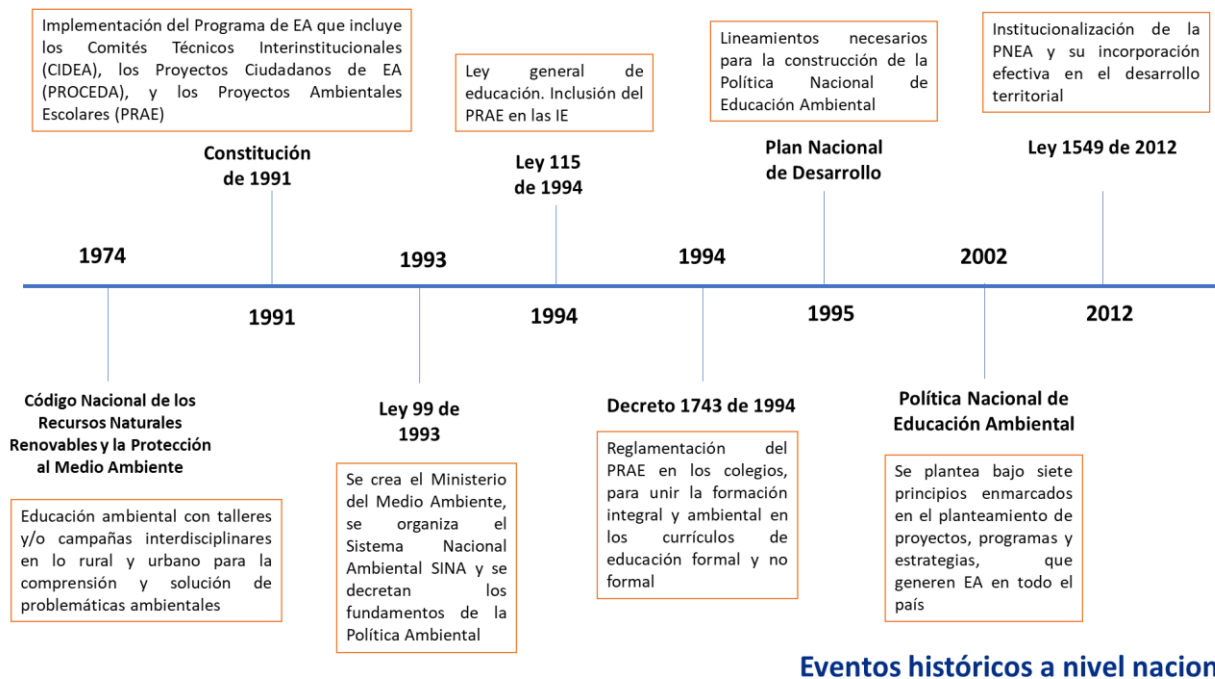 Implementación del Programa de EA que incluye
los Comités Técnicos Interinstitucionales
(CIDEA), los Proyectos Ciudadanos de EA
(PROCEDA), y los Proyectos Ambientales
Escolares (PRAE)
Constitución
de 1991
Ley general de
educación. Inclusión del
PRAE en las IE
Ley 115
de 1994
Lineamientos necesarios
para la construcción de la
Política Nacional de
Educación Ambiental
Plan Nacional
de Desarrollo
Institucionalización de la
PNEA y su incorporación
efectiva en el desarrollo
territorial
Ley 1549 de 2012
1974
1993
1994
2002
1991
1994
1995
2012
Código Nacional de los
Recursos Naturales
Renovables y la Protección
al Medio Ambiente
Educación ambiental con talleres
y/o campañas interdisciplinares
en lo rural y urbano para la
comprensión y solución de
problemáticas ambientales
Ley 99 de
1993
Se crea el Ministerio
del Medio Ambiente,
se organiza el
Sistema Nacional
Ambiental SINA y se
decretan los
fundamentos de la
Política Ambiental
Decreto 1743 de 1994
Reglamentación del
PRAE en los colegios,
para unir la formación
integral y ambiental en
los currículos de
educación formal y no
formal
Política Nacional de
Educación Ambiental
Se plantea bajo siete
principios enmarcados
en el planteamiento de
proyectos, programas y
estrategias, que
generen EA en todo el
país
Eventos históricos a nivel nacion